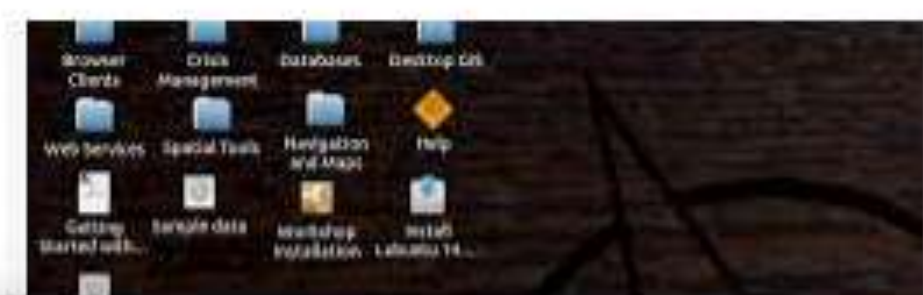 Browser Clients
Crisis Management
Databases
Desktop GIS
Web Services
Spatial Tools
Navigation and Maps
Help
Getting Started with...
Sample data
Workshop Installation
Install Lubuntu 14...